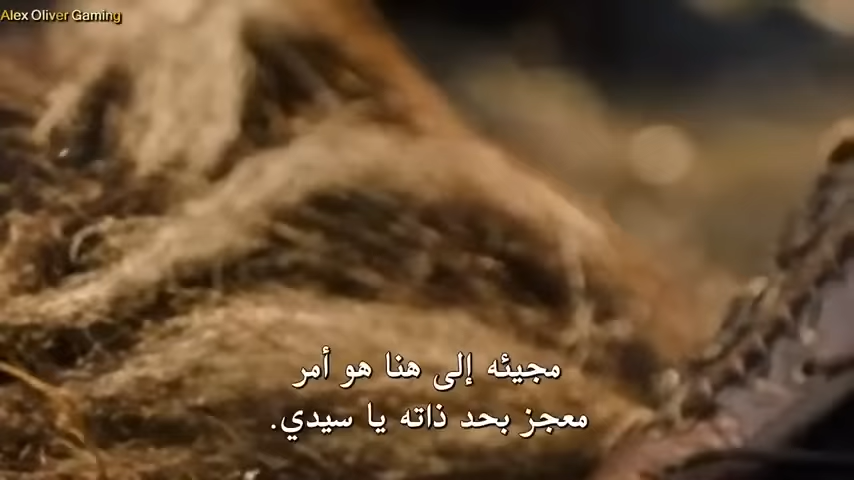 Alex Oliver Gaming
مجيئه إلى هنا هو أمر
معجز بحد ذاته يا سيدي.